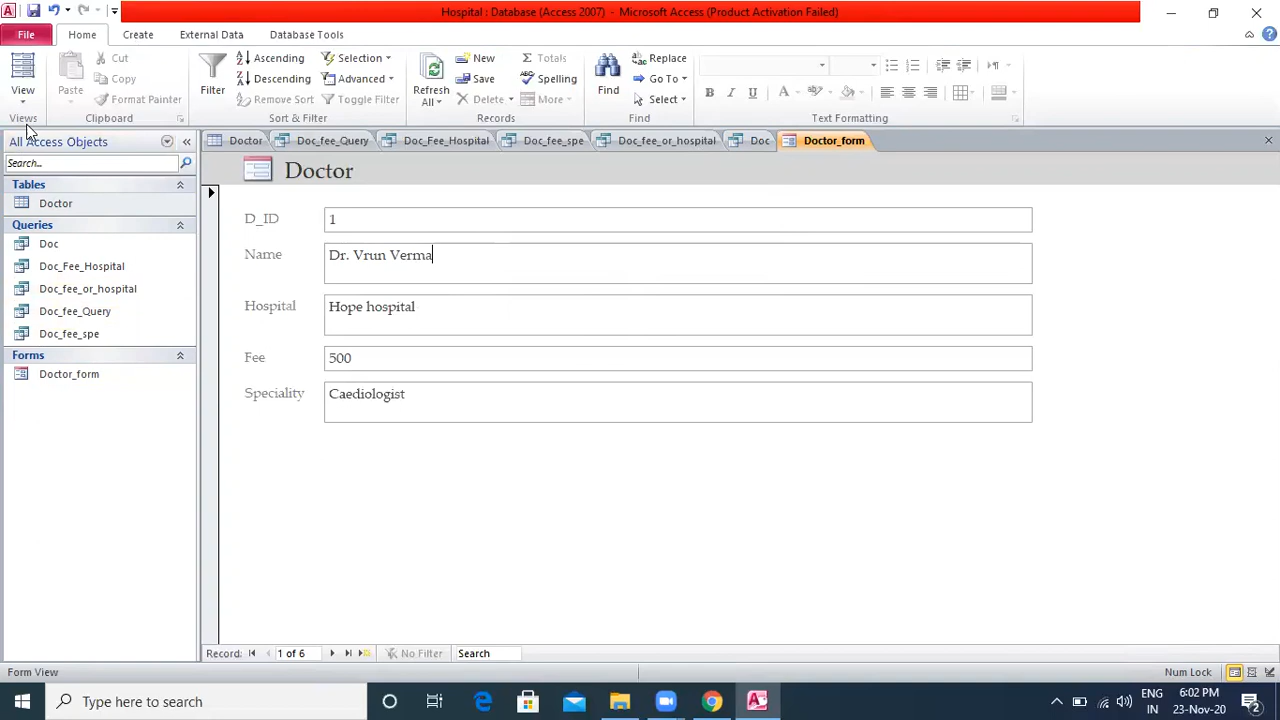 Hospital : Database (Access 2007) - Microsoft Access (Product Activation Failed)
File Home Create External Data Database Tools
View
Views
Paste
Cut
Copy
Format Painter
Clipboard
Filter
Ascending
Descending
Remove Sort
Selection
Advanced
Toggle Filter
Sort & Filter
Refresh
All
New
Save
Delete
Totals
Spelling
More
Records
Find
Replace
Go To
Select
Find
B I U A
Text Formatting
All Access Objects
Search...
Tables
Doctor
Queries
Doc
Doc_Fee_Hospital
Doc_fee_or_hospital
Doc_fee_Query
Doc_fee_spe
Forms
Doctor_form
Doctor Doc_fee_Query Doc_Fee_Hospital Doc_fee_spe Doc_fee_or_hospital Doc Doctor_form
Doctor
D_ID 1
Name Dr. Vrun Verma
Hospital Hope hospital
Fee 500
Speciality Caediologist
Record: 1 of 6 No Filter Search
Form View
Num Lock
Type here to search
ENG
IN
6:02 PM
23-Nov-20
2